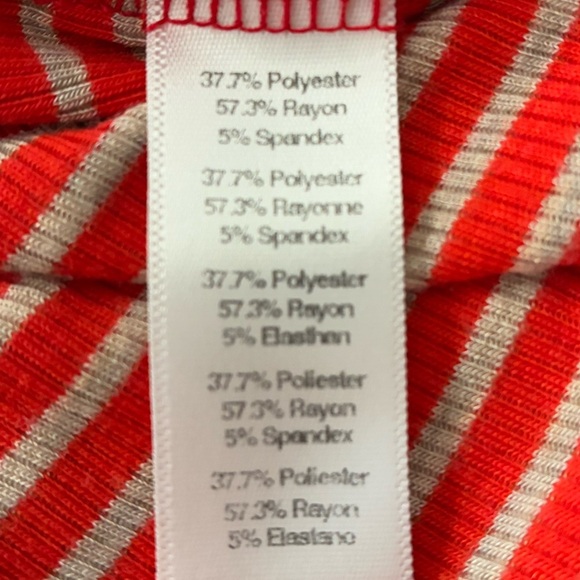 37.7% Polyester
57.3% Rayon
5% Spandex
37.7% Polyester
57.3% Rayonne
5% Spandex
37.7% Polyester
57.3% Rayon
5% Elasthan
37.7% Poliester
57.3% Rayon
5% Spandex
37.7% Poliester
57.3% Rayon
5% Elastano